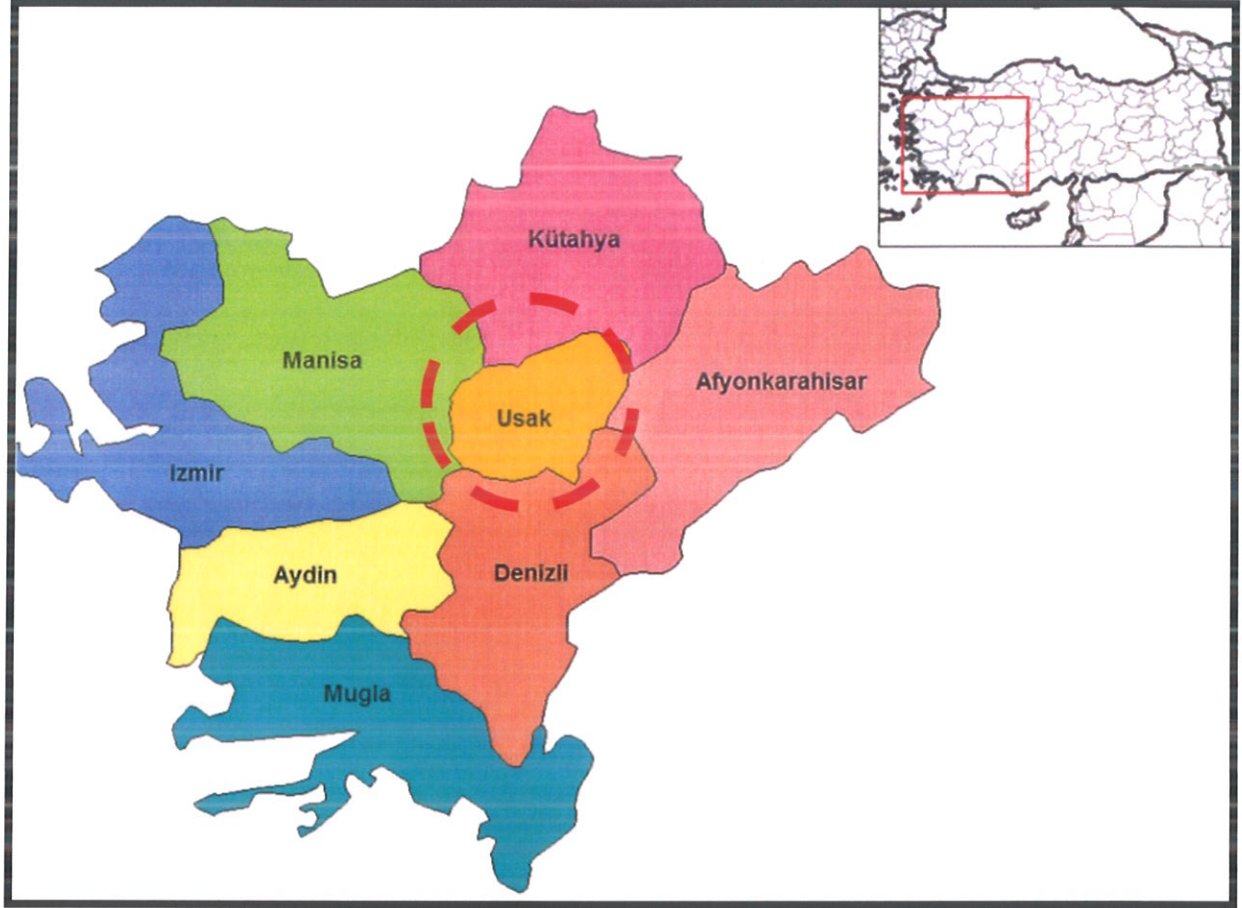 Kütahya
Manisa
Afyonkarahisar
Usak
Izmir
Aydin
Denizli
Mugla